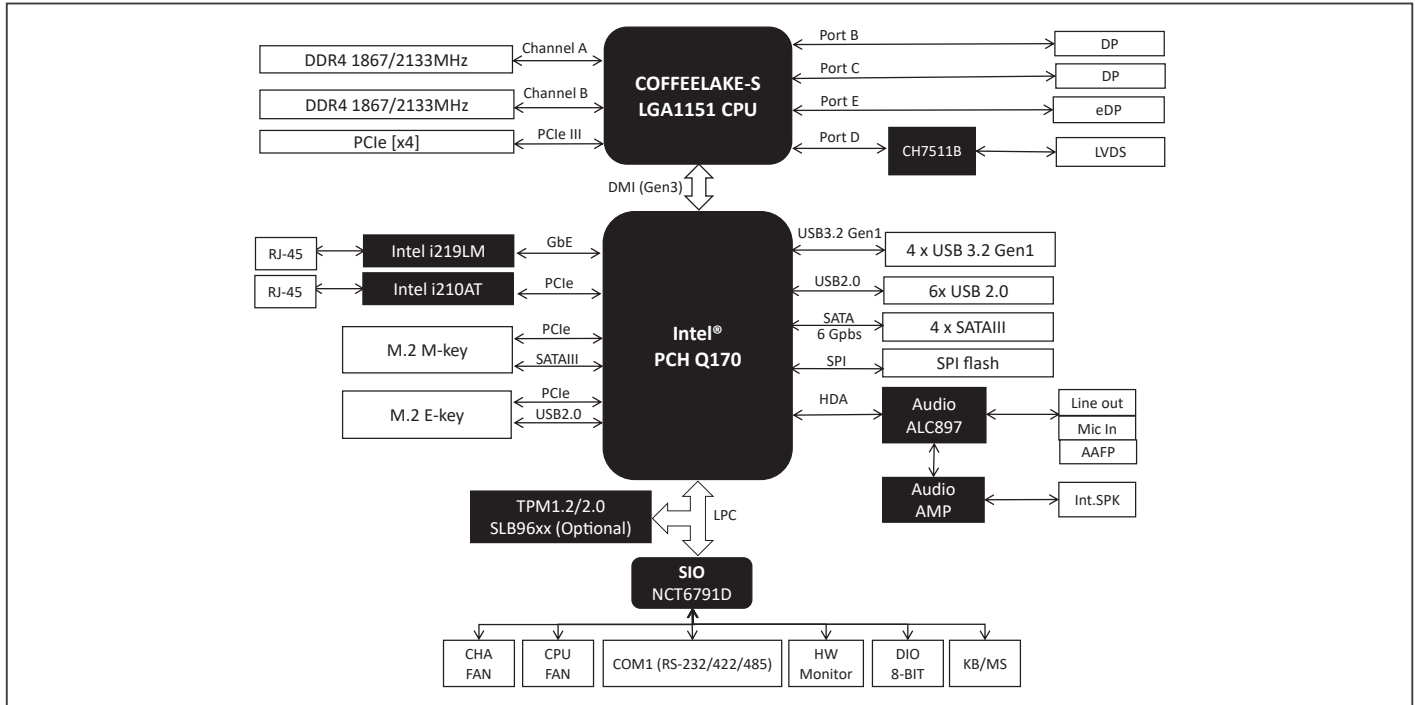 DDR4 1867/2133MHz
Channel A
DDR4 1867/2133MHz
Channel B
PCIe [x4]
PCIe III
COFFEELAKE-S
LGA1151 CPU
Port B
DP
Port C
DP
Port E
eDP
Port D
CH7511B
LVDS
DMI (Gen3)
RJ-45
Intel i219LM
GbE
RJ-45
Intel i210AT
PCIe
M.2 M-key
PCIe
SATAIII
M.2 E-key
PCIe
USB2.0
Intel®
PCH Q170
USB3.2 Gen1
4 x USB 3.2 Gen1
USB2.0
6x USB 2.0
SATA
6 Gpbs
4 x SATAIII
SPI
SPI flash
HDA
Audio
ALC897
Line out
Mic In
AAFP
Audio
AMP
Int.SPK
TPM1.2/2.0
SLB96xx (Optional)
LPC
SIO
NCT6791D
CHA
FAN
CPU
FAN
COM1 (RS-232/422/485)
HW
Monitor
DIO
8-BIT
KB/MS